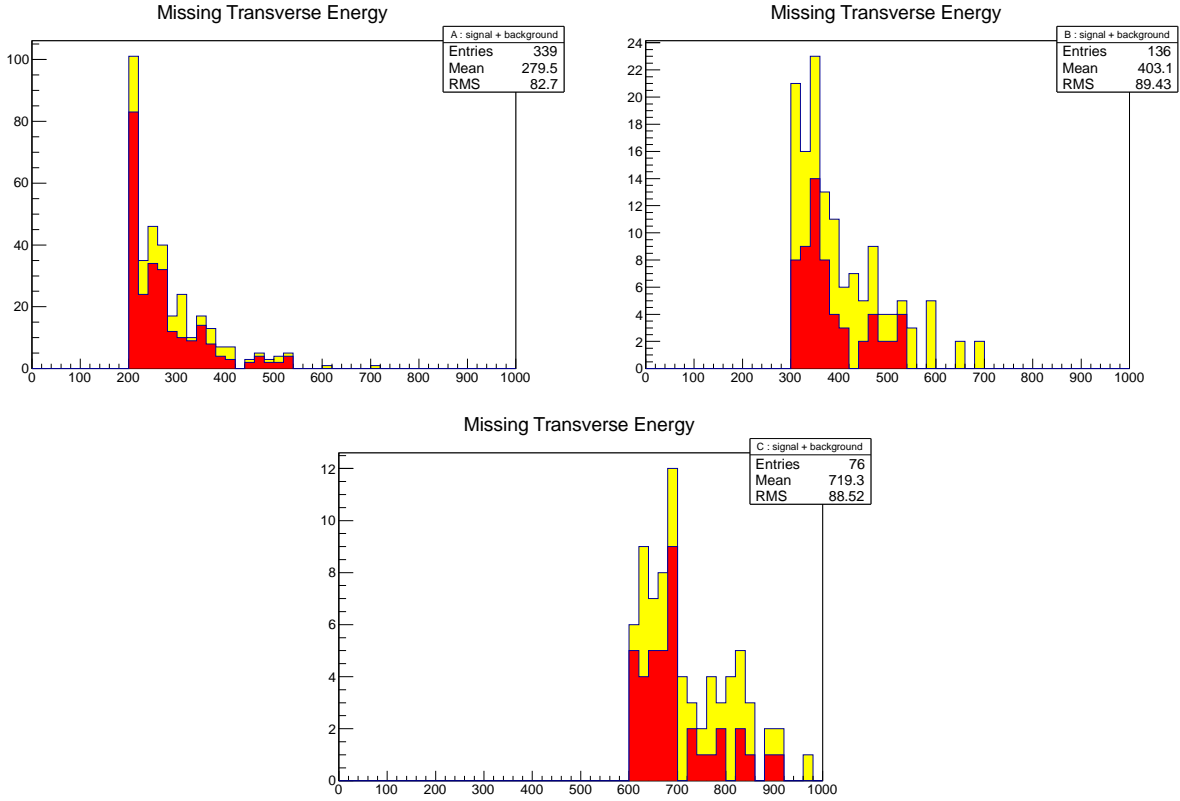 Missing Transverse Energy
A : signal + background
Entries 339
Mean 279.5
RMS 82.7
100
80
60
40
20
0
0 100 200 300 400 500 600 700 800 900 1000
Missing Transverse Energy
B : signal + background
Entries 136
Mean 403.1
RMS 89.43
24
22
20
18
16
14
12
10
8
6
4
2
0
0 100 200 300 400 500 600 700 800 900 1000
Missing Transverse Energy
C : signal + background
Entries 76
Mean 719.3
RMS 88.52
12
10
8
6
4
2
0
0 100 200 300 400 500 600 700 800 900 1000